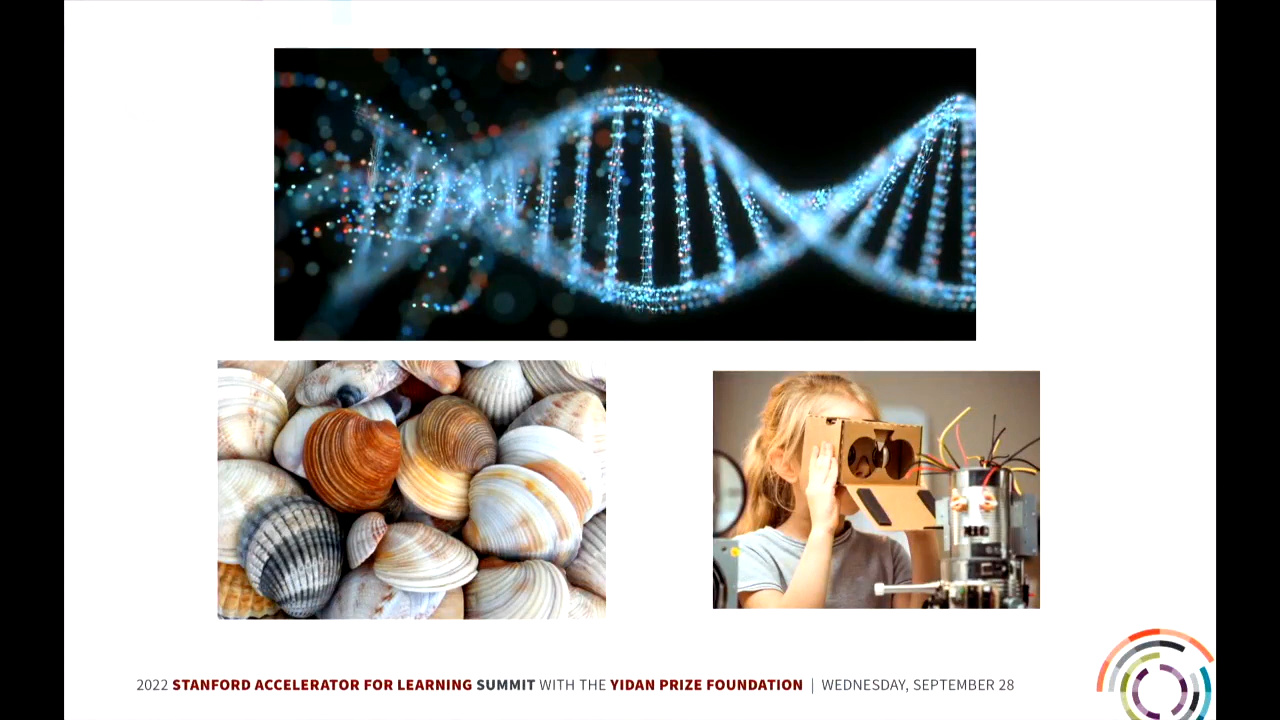 2022 STANFORD ACCELERATOR FOR LEARNING SUMMIT WITH THE YIDAN PRIZE FOUNDATION | WEDNESDAY, SEPTEMBER 28